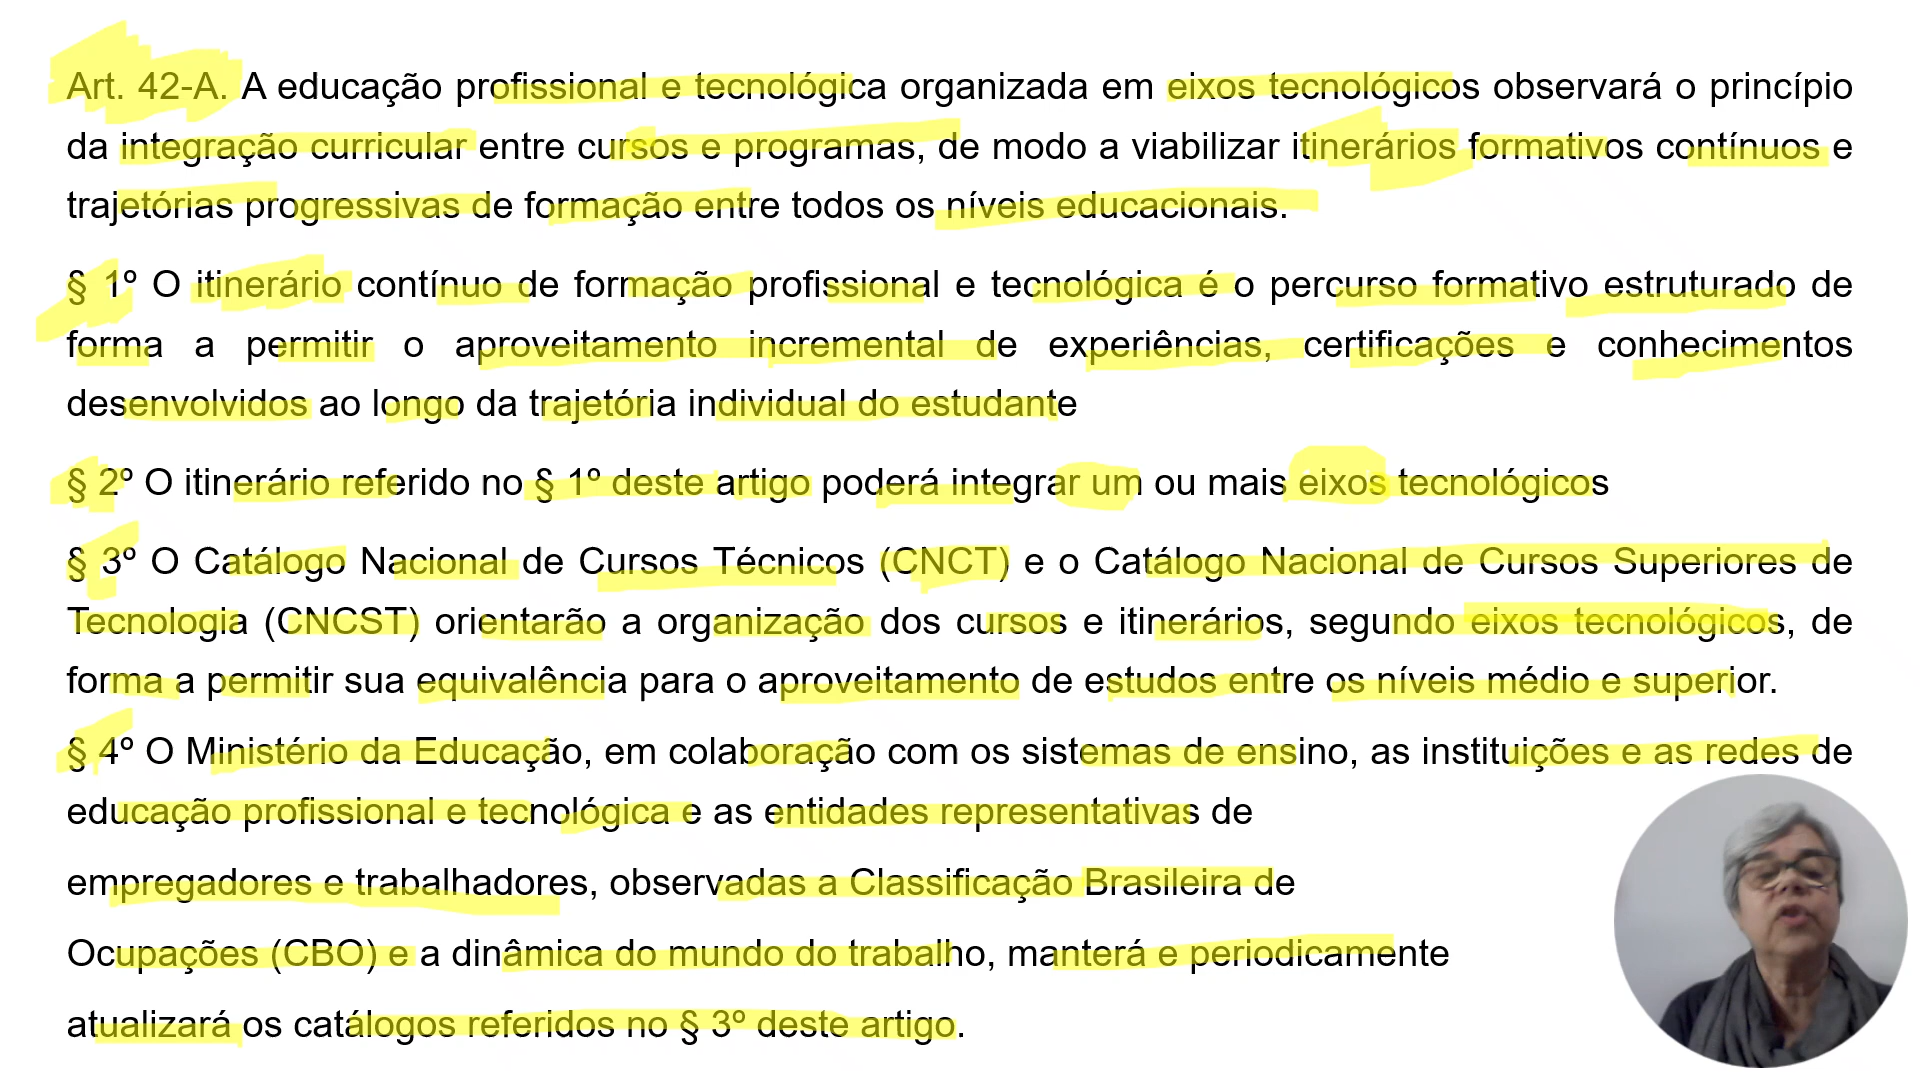 Art. 42-A. A educação profissional e tecnológica organizada em eixos tecnológicos observará o princípio
da integração curricular entre cursos e programas, de modo a viabilizar itinerários formativos contínuos e
trajetórias progressivas de formação entre todos os níveis educacionais.
§ 1º O itinerário contínuo de formação profissional e tecnológica é o percurso formativo estruturado de
forma a permitir o aproveitamento incremental de experiências, certificações e conhecimentos
desenvolvidos ao longo da trajetória individual do estudante
§ 2º O itinerário referido no § 1º deste artigo poderá integrar um ou mais eixos tecnológicos
§ 3º O Catálogo Nacional de Cursos Técnicos (CNCT) e o Catálogo Nacional de Cursos Superiores de
Tecnologia (CNCST) orientarão a organização dos cursos e itinerários, segundo eixos tecnológicos, de
forma a permitir sua equivalência para o aproveitamento de estudos entre os níveis médio e superior.
§ 4º O Ministério da Educação, em colaboração com os sistemas de ensino, as instituições e as redes de
educação profissional e tecnológica e as entidades representativas de
empregadores e trabalhadores, observadas a Classificação Brasileira de
Ocupações (CBO) e a dinâmica do mundo do trabalho, manterá e periodicamente
atualizará os catálogos referidos no § 3º deste artigo.